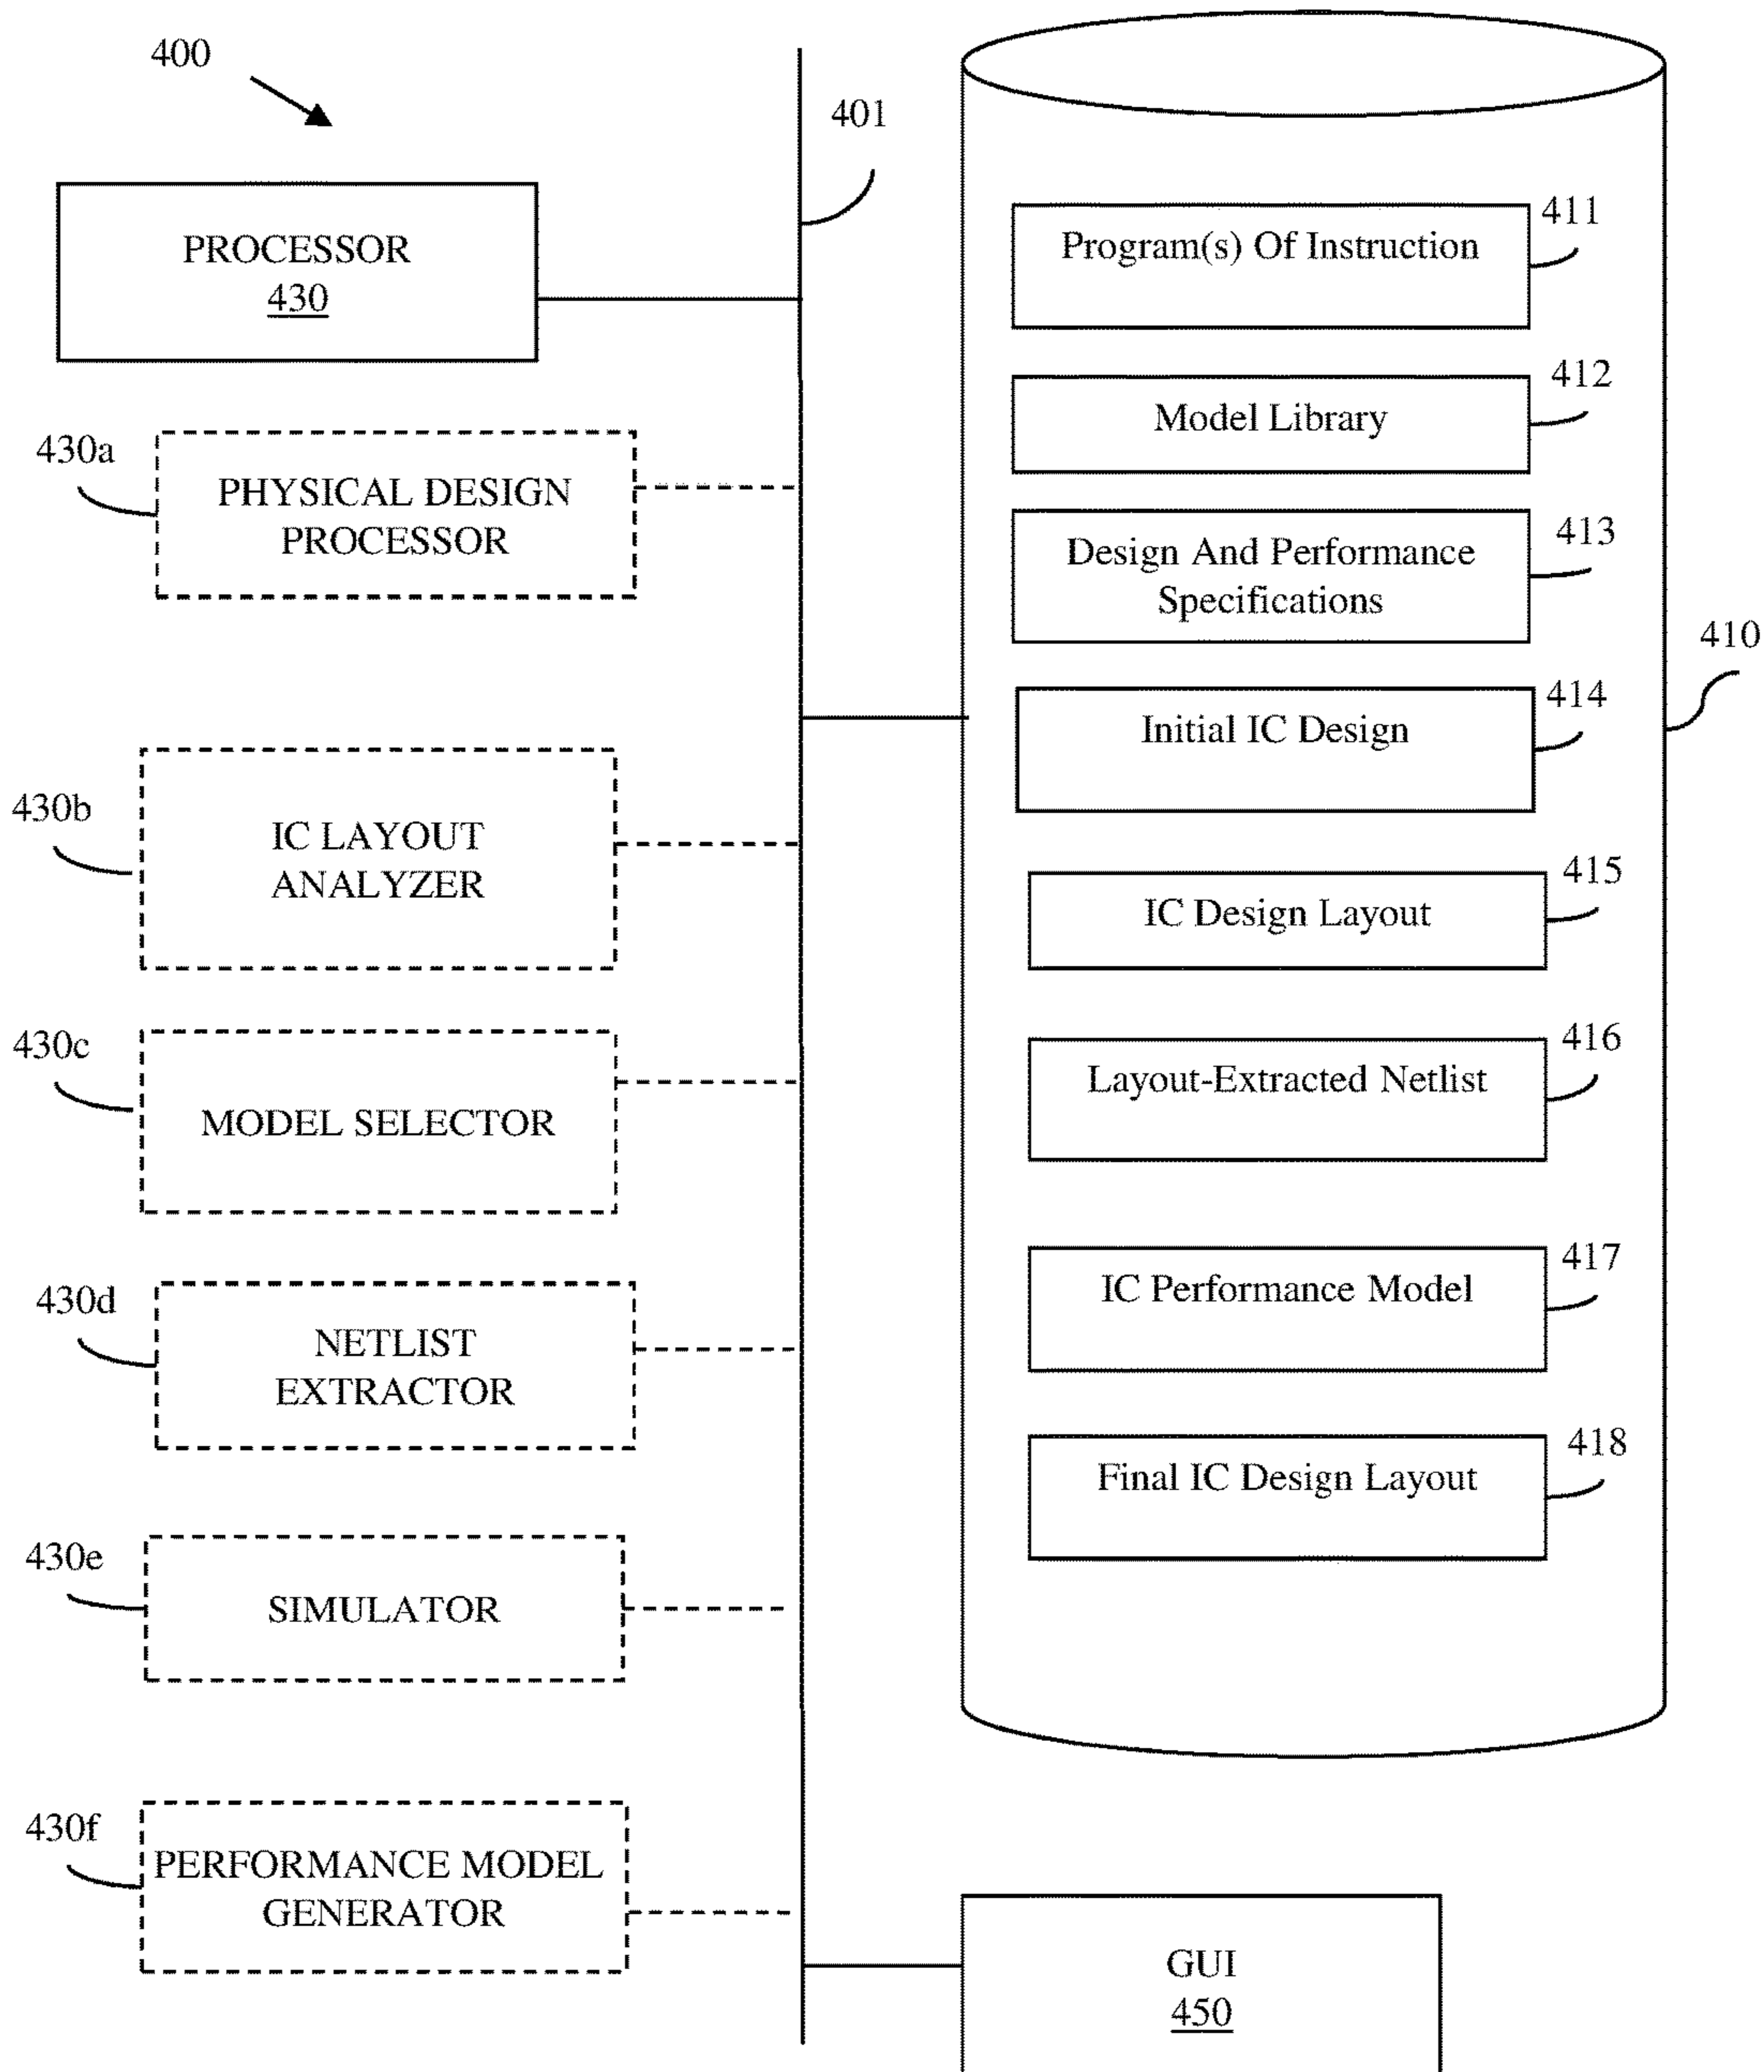 400
401
PROCESSOR
430
430a
PHYSICAL DESIGN
PROCESSOR
430b
IC LAYOUT
ANALYZER
430c
MODEL SELECTOR
430d
NETLIST
EXTRACTOR
430e
SIMULATOR
430f
PERFORMANCE MODEL
GENERATOR
411
Program(s) Of Instruction
412
Model Library
413
Design And Performance
Specifications
410
414
Initial IC Design
415
IC Design Layout
416
Layout-Extracted Netlist
417
IC Performance Model
418
Final IC Design Layout
GUI
450